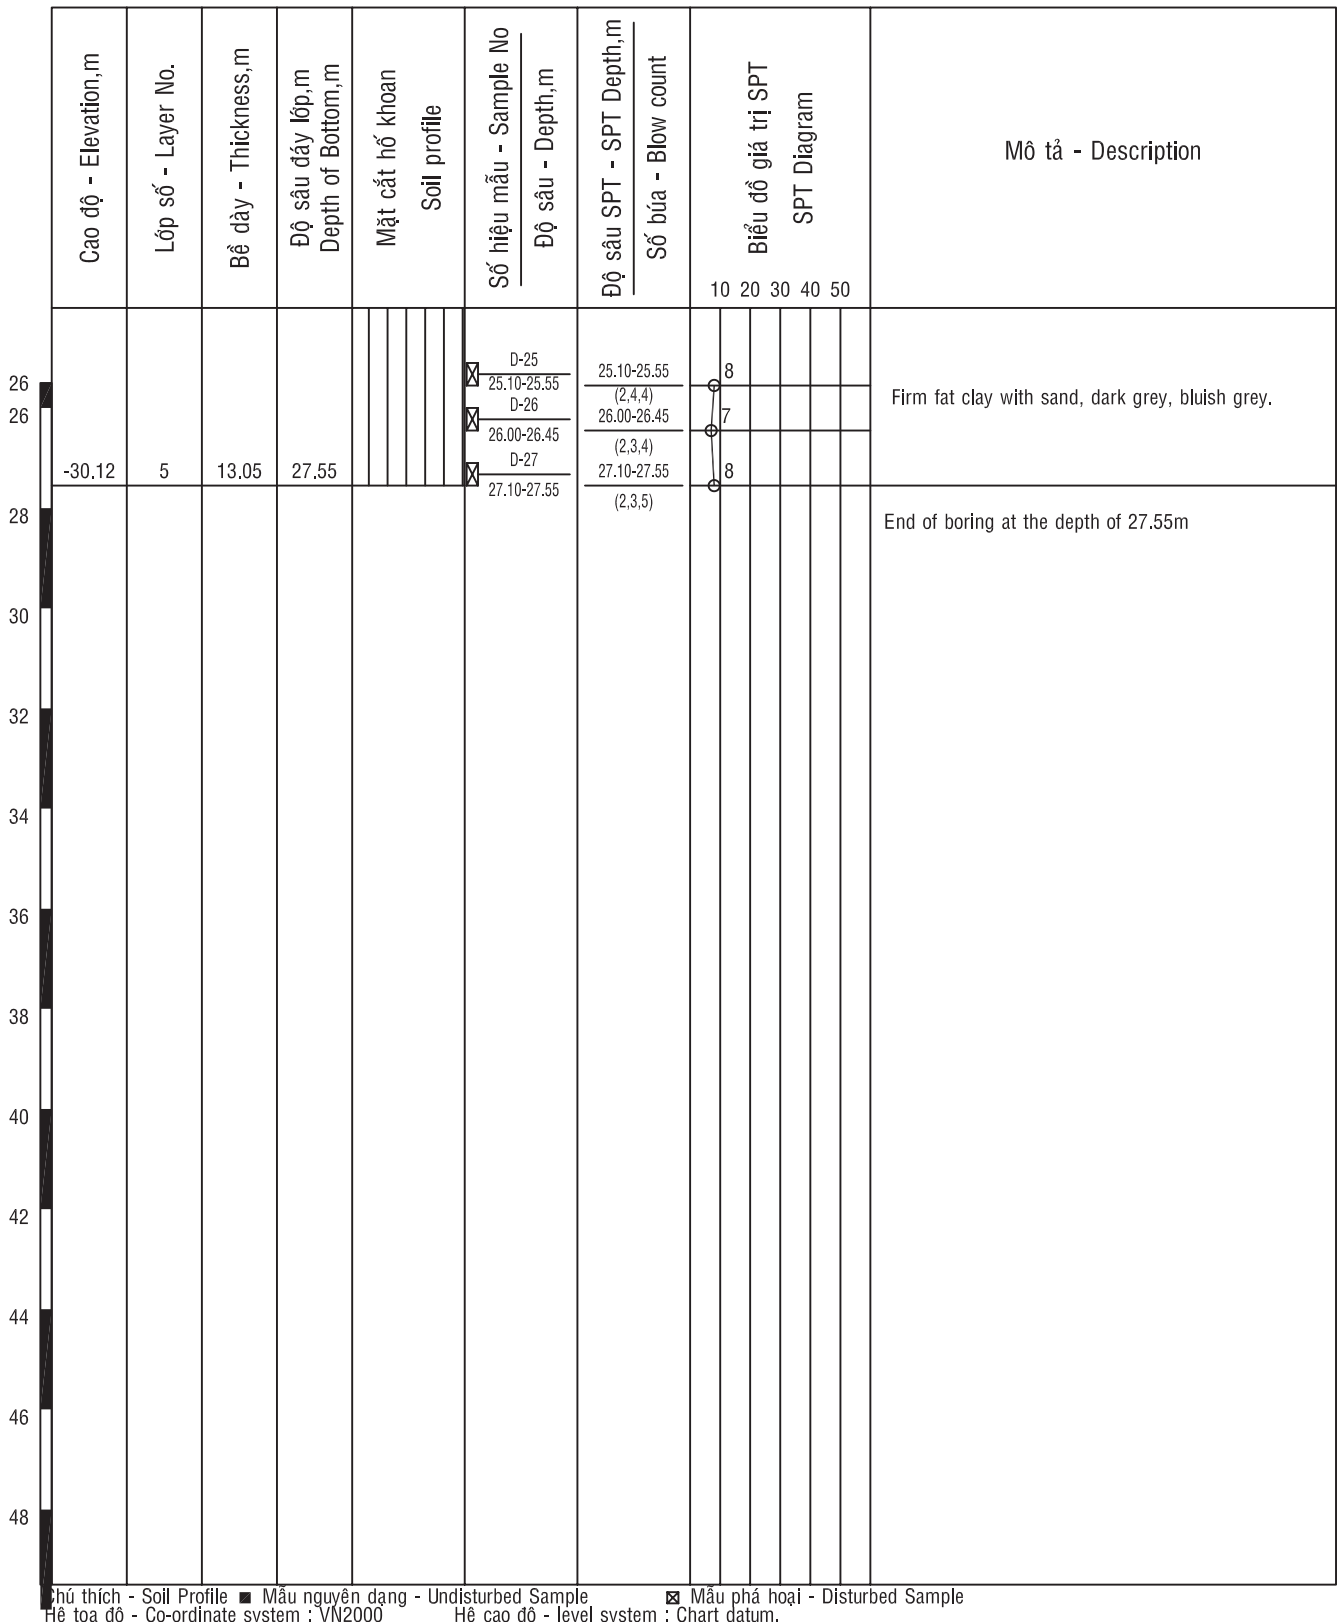 Cao độ - Elevation,m
Lớp số - Layer No.
Bề dày - Thickness,m
Độ sâu đáy lớp,m
Depth of Bottom,m
Mặt cắt hố khoan
Soil profile
Số hiệu mẫu - Sample No
Độ sâu - Depth,m
Độ sâu SPT - SPT Depth,m
Số búa - Blow count
Biểu đồ giá trị SPT
SPT Diagram
10 20 30 40 50
Mô tả - Description
D-25
25.10-25.55
25.10-25.55
(2,4,4)
8
26
D-26
26.00-26.45
26.00-26.45
(2,3,4)
7
26
Firm fat clay with sand, dark grey, bluish grey.
-30.12 5 13.05 27.55
D-27
27.10-27.55
27.10-27.55
(2,3,5)
8
28
End of boring at the depth of 27.55m
30
32
34
36
38
40
42
44
46
48
hú thích - Soil Profile ■ Mẫu nguyên dạng - Undisturbed Sample ☒ Mẫu phá hoại - Disturbed Sample
Hệ tọa độ - Co-ordinate system : VN2000 Hệ cao độ - level system : Chart datum.